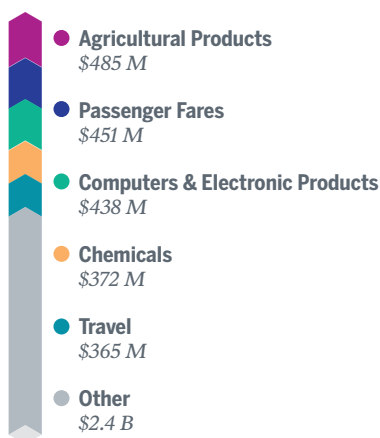 Agricultural Products
$485 M
Passenger Fares
$451 M
Computers & Electronic Products
$438 M
Chemicals
$372 M
Travel
$365 M
Other
$2.4 B